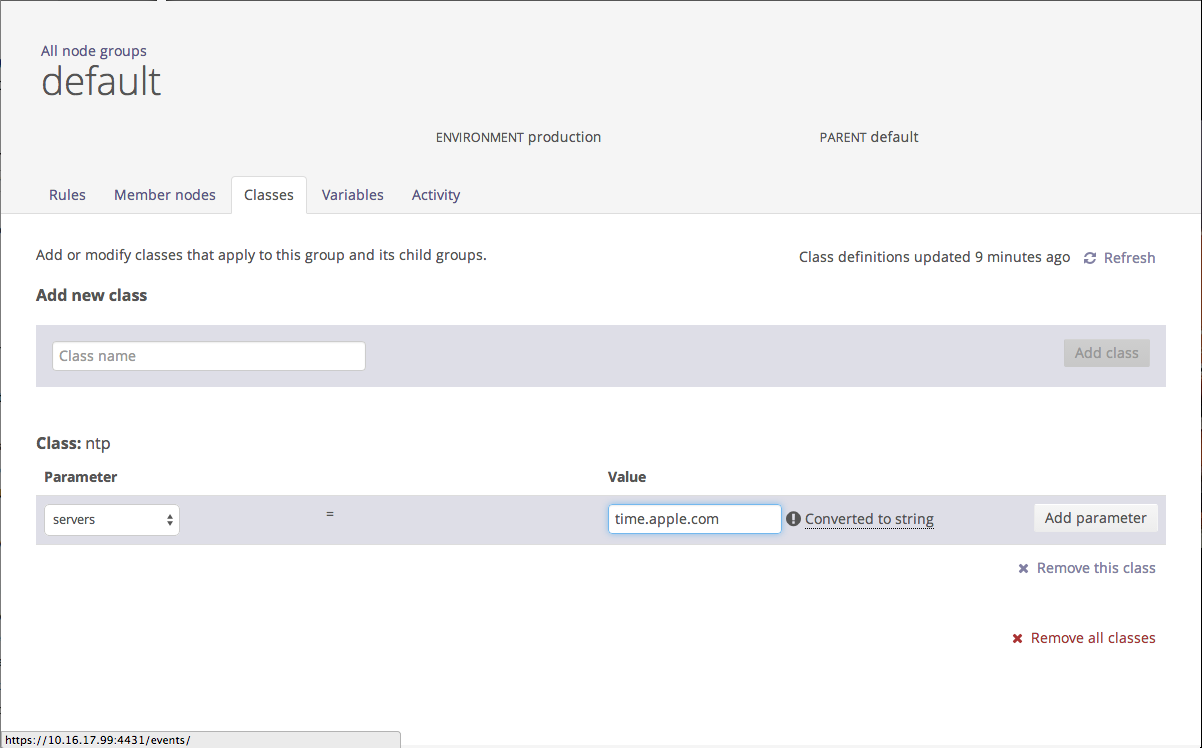 All node groups
default
ENVIRONMENT production PARENT default
Rules Member nodes Classes Variables Activity
Add or modify classes that apply to this group and its child groups. Class definitions updated 9 minutes ago Refresh
Add new class
Class name Add class
Class: ntp
Parameter Value
servers = time.apple.com Converted to string Add parameter
Remove this class
Remove all classes
https://10.16.17.99:4431/events/